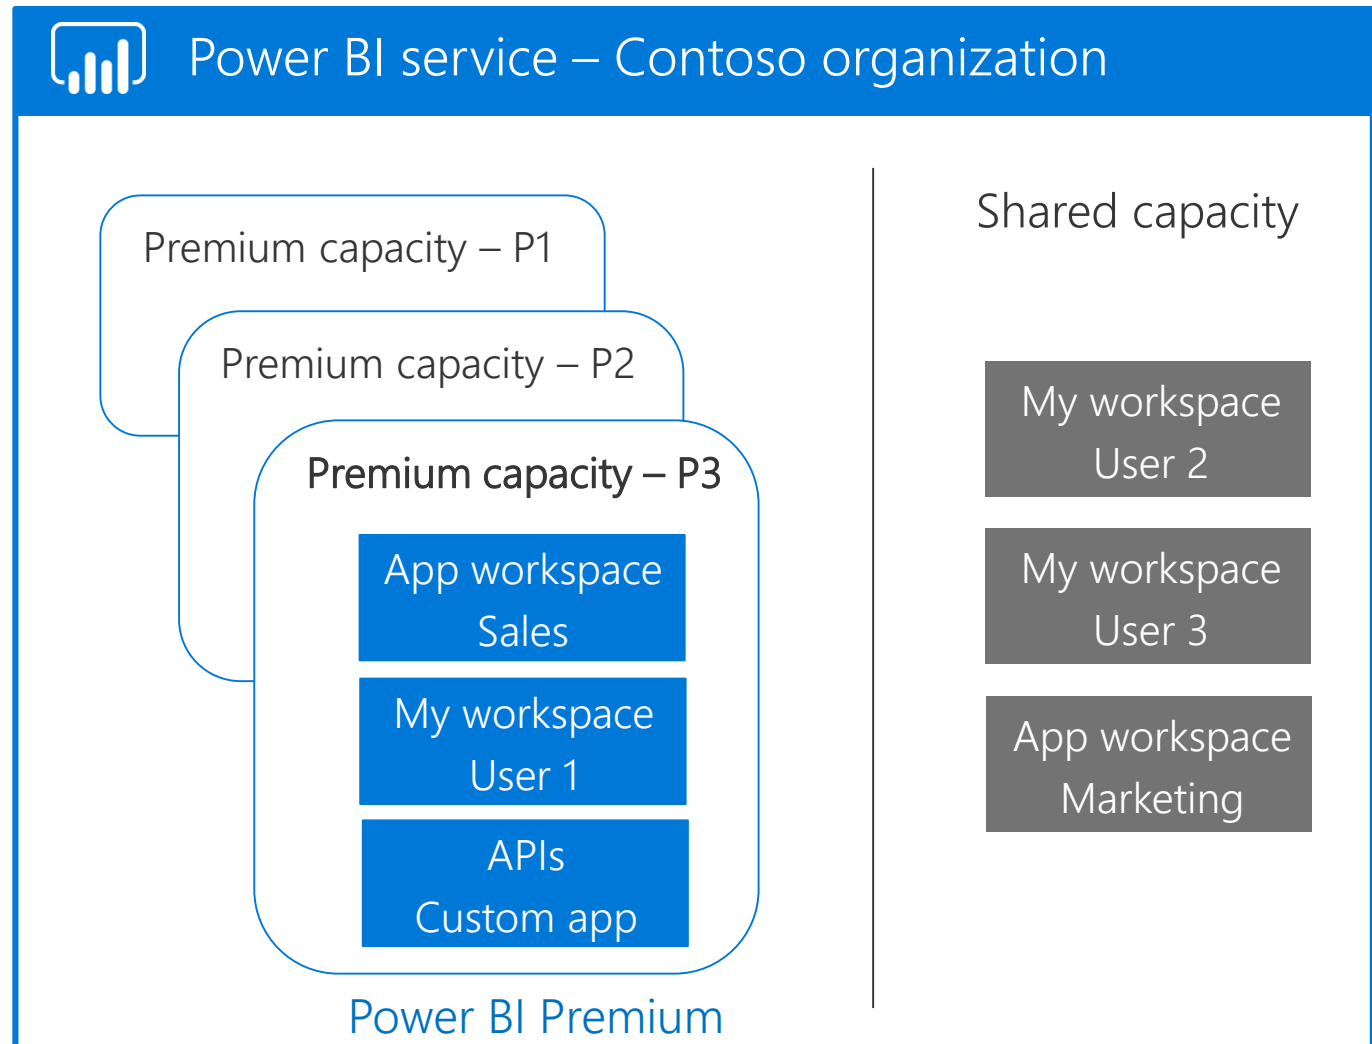 Power BI service – Contoso organization
Premium capacity – P1
Premium capacity – P2
Premium capacity – P3
App workspace
Sales
My workspace
User 1
APIs
Custom app
Power BI Premium
Shared capacity
My workspace
User 2
My workspace
User 3
App workspace
Marketing